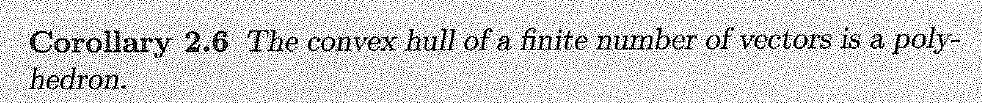 Corollary 2.6 The convex hull of a finite number of vectors is a poly-
hedron.